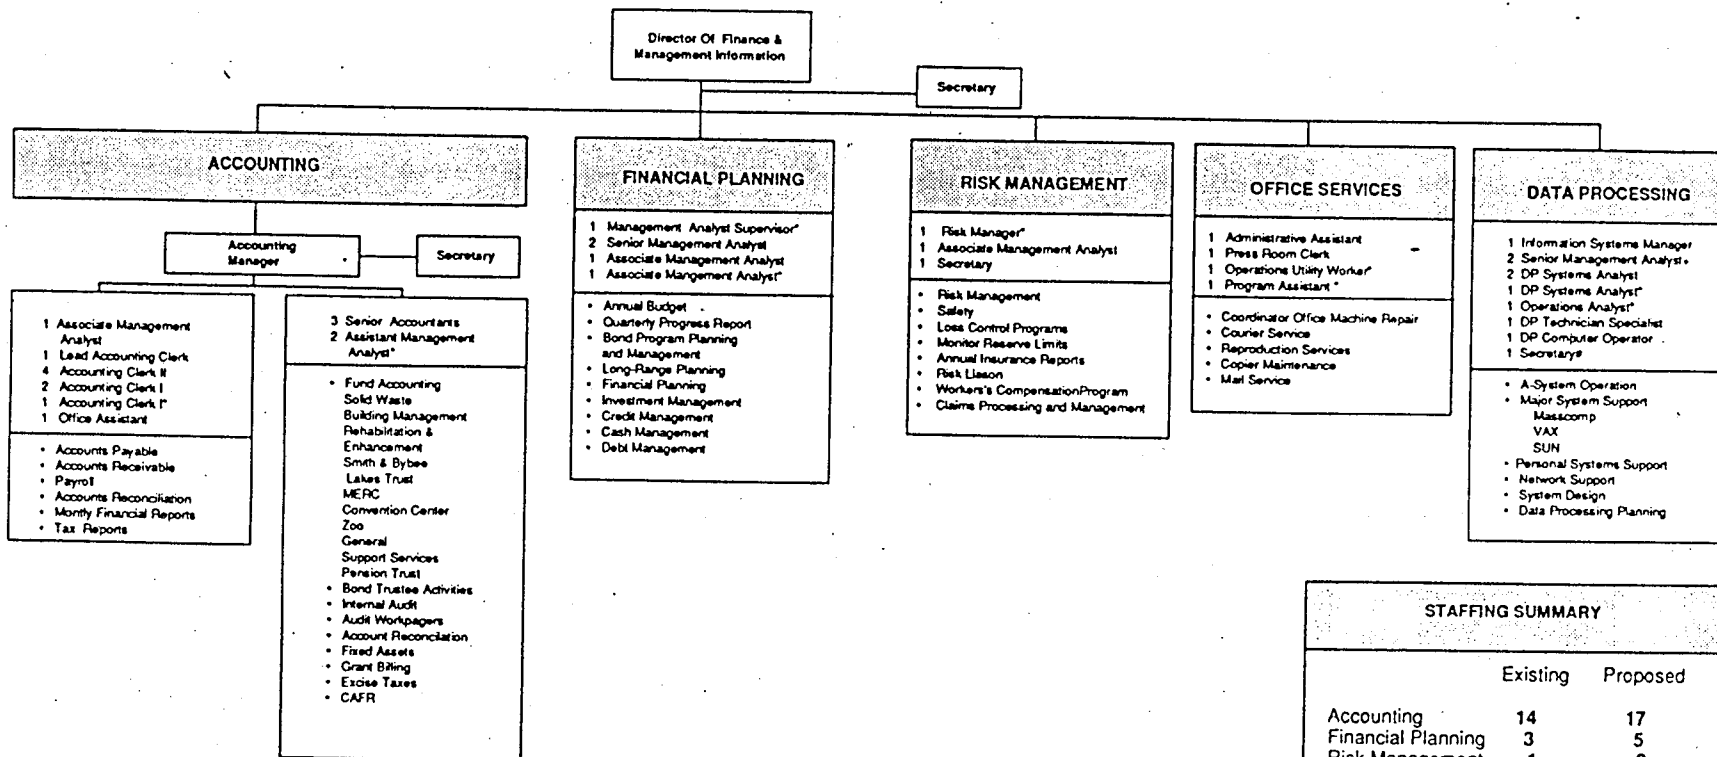 Director Of Finance &
Management Information
Secretary
ACCOUNTING
Accounting
Manager
Secretary
1 Associate Management
Analyst
1 Lead Accounting Clerk
4 Accounting Clerk II
2 Accounting Clerk I
1 Accounting Clerk I*
1 Office Assistant
• Accounts Payable
• Accounts Receivable
• Payroll
• Accounts Reconciliation
• Montly Financial Reports
• Tax Reports
3 Senior Accountants
2 Assistant Management
Analyst*
• Fund Accounting
Solid Waste
Building Management
Rehabilitation &
Enhancement
Smith & Bybee
Lakes Trust
MERC
Convention Center
Zoo
General
Support Services
Pension Trust
• Bond Trustee Activities
• Internal Audit
• Audit Workpagers
• Account Reconcilation
• Fixed Assets
• Grant Billing
• Excise Taxes
• CAFR
FINANCIAL PLANNING
1 Management Analyst Supervisor*
2 Senior Management Analyst
1 Associate Management Analyst
1 Associate Mangement Analyst*
• Annual Budget
• Quarterly Progress Report
• Bond Program Planning
and Management
• Long-Range Planning
• Financial Planning
• Investment Management
• Credit Management
• Cash Management
• Debt Management
RISK MANAGEMENT
1 Risk Manager*
1 Associate Management Analyst
1 Secretary
• Risk Management
• Safety
• Loss Control Programs
• Monitor Reserve Limits
• Annual Insurance Reports
• Risk Liason
• Workers's CompensationProgram
• Claims Processing and Management
OFFICE SERVICES
1 Administrative Assistant
1 Press Room Clerk
1 Operations Utility Worker*
1 Program Assistant *
• Coordinator Office Machine Repair
• Courier Service
• Reproduction Services
• Copier Maintenance
• Mail Service
DATA PROCESSING
1 Information Systems Manager
2 Senior Management Analyst*
2 DP Systems Analyst
1 DP Systems Analyst*
1 Operations Analyst*
1 DP Technician Specialist
1 DP Computer Operator
1 Secretary#
• A-System Operation
• Major System Support
Masscomp
VAX
SUN
• Personal Systems Support
• Network Support
• System Design
• Data Processing Planning
STAFFING SUMMARY
Existing Proposed
Accounting 14 17
Financial Planning 3 5
Risk Management